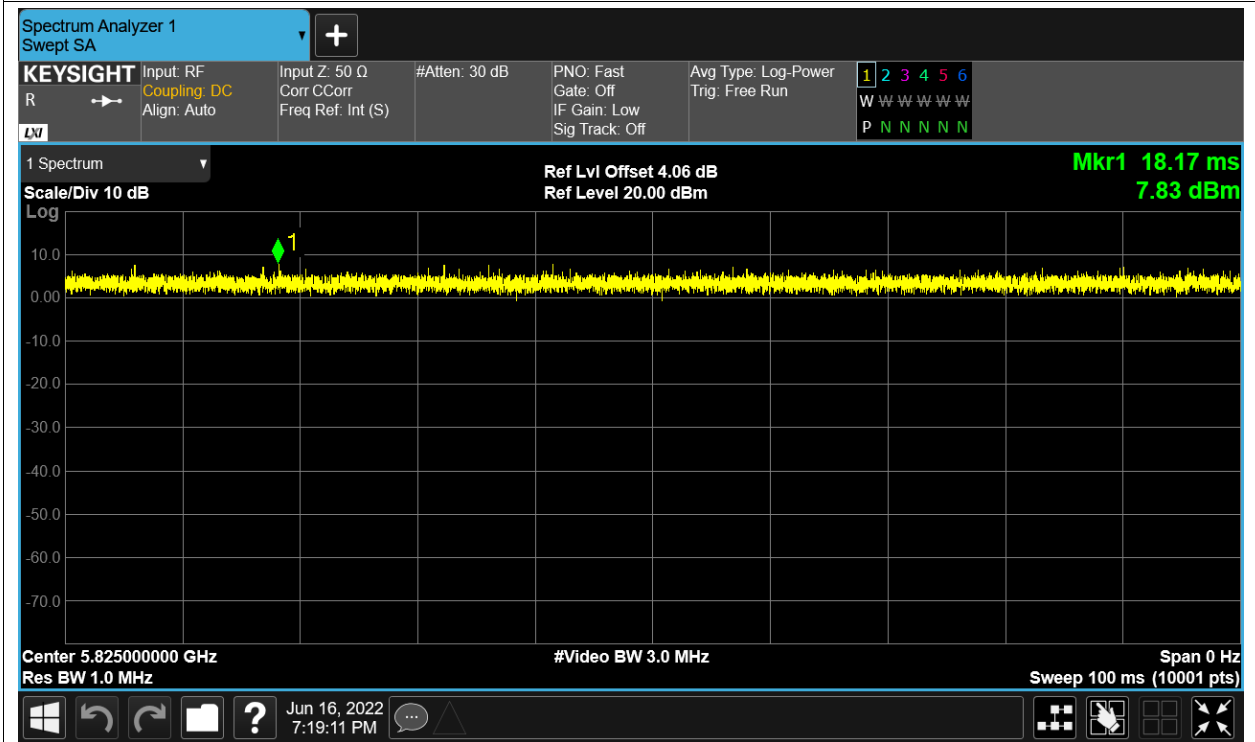 Spectrum Analyzer 1
Swept SA
KEYSIGHT
R
LXI
Input: RF
Coupling: DC
Align: Auto
Input Z: 50 Ω
Corr CCorr
Freq Ref: Int (S)
#Atten: 30 dB
PNO: Fast
Gate: Off
IF Gain: Low
Sig Track: Off
Avg Type: Log-Power
Trig: Free Run
1 2 3 4 5 6
W W W W W W
P N N N N N
1 Spectrum
Scale/Div 10 dB
Log
Ref Lvl Offset 4.06 dB
Ref Level 20.00 dBm
Mkr1 18.17 ms
7.83 dBm
1
10.0
0.00
-10.0
-20.0
-30.0
-40.0
-50.0
-60.0
-70.0
Center 5.825000000 GHz
Res BW 1.0 MHz
#Video BW 3.0 MHz
Span 0 Hz
Sweep 100 ms (10001 pts)
?
Jun 16, 2022
7:19:11 PM